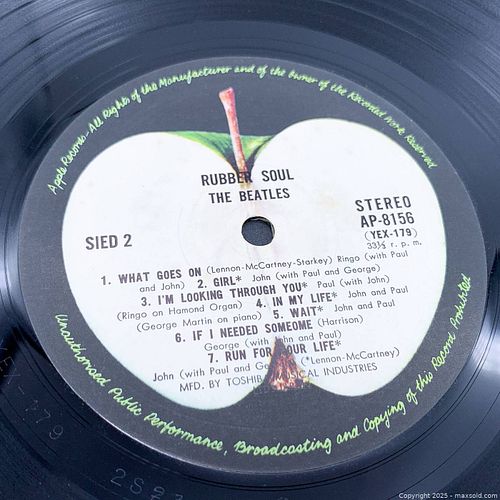 Apple Records - All Rights of the Manufacturer and of the Owner of the Recorded Work Reserved
RUBBER SOUL
THE BEATLES
STEREO
AP-8156
(YEX-179)
33⅓ r. p. m.
SIED 2
1. WHAT GOES ON (Lennon-McCartney-Starkey) Ringo (with Paul
and John) 2. GIRL* John (with Paul and George)
3. I'M LOOKING THROUGH YOU* Paul (with John)
(Ringo on Hamond Organ) 4. IN MY LIFE* John and Paul
(George Martin on piano) 5. WAIT* John and Paul
6. IF I NEEDED SOMEONE (Harrison)
George (with John and Paul)
7. RUN FOR YOUR LIFE*
John (with Paul and (*Lennon-McCartney)
MFD. BY TOSHIBA MUSICAL INDUSTRIES
Unauthorised Public Performance, Broadcasting and Copying of this Record Prohibited
Copyright 2025 - maxsold.com